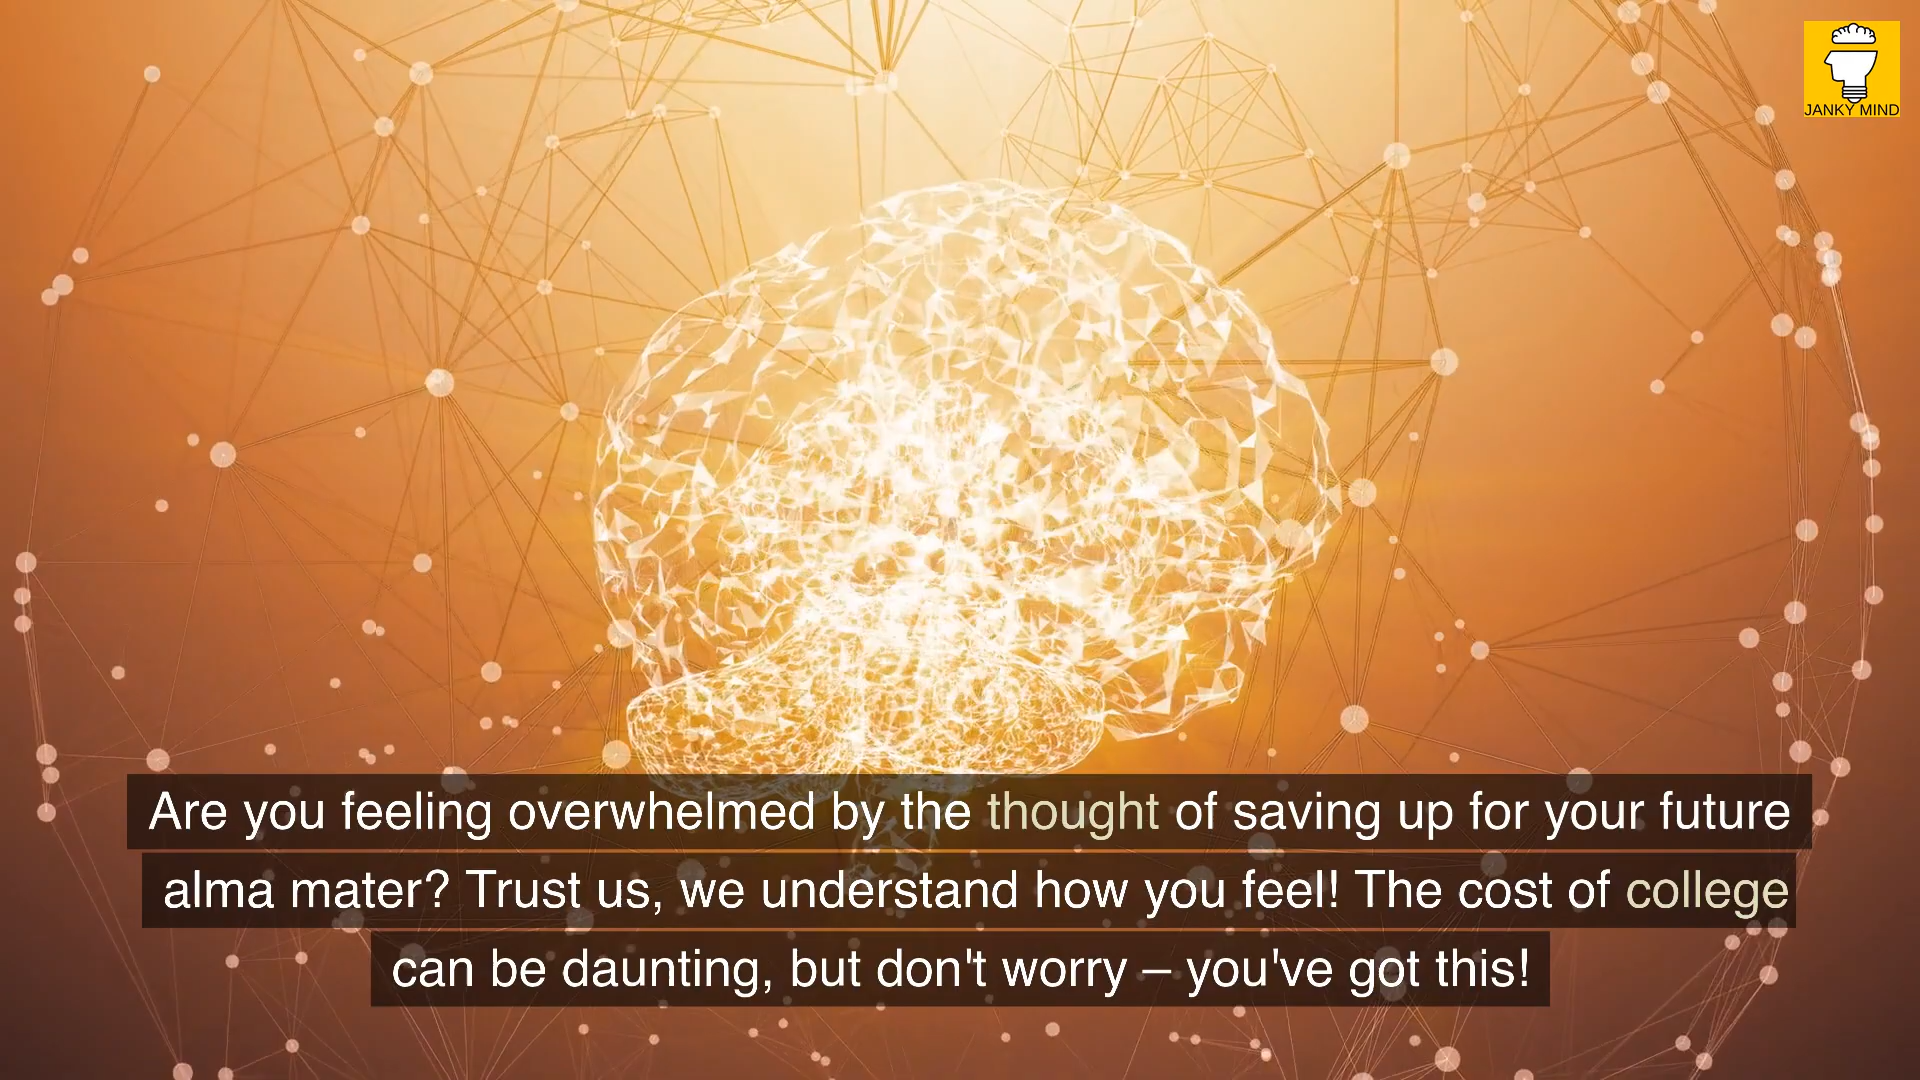 JANKY MIND
Are you feeling overwhelmed by the thought of saving up for your future
alma mater? Trust us, we understand how you feel! The cost of college
can be daunting, but don't worry – you've got this!